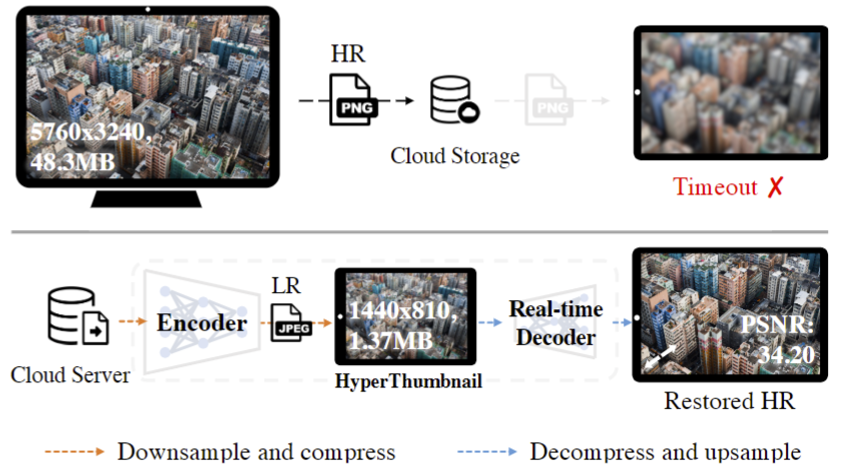 HR
PNG
PNG
5760x3240,
48.3MB
Cloud Storage
Timeout ✗
LR
JPEG
Encoder
1440x810,
1.37MB
Real-time
Decoder
PSNR:
34.20
Cloud Server
HyperThumbnail
Restored HR
Downsample and compress
Decompress and upsample